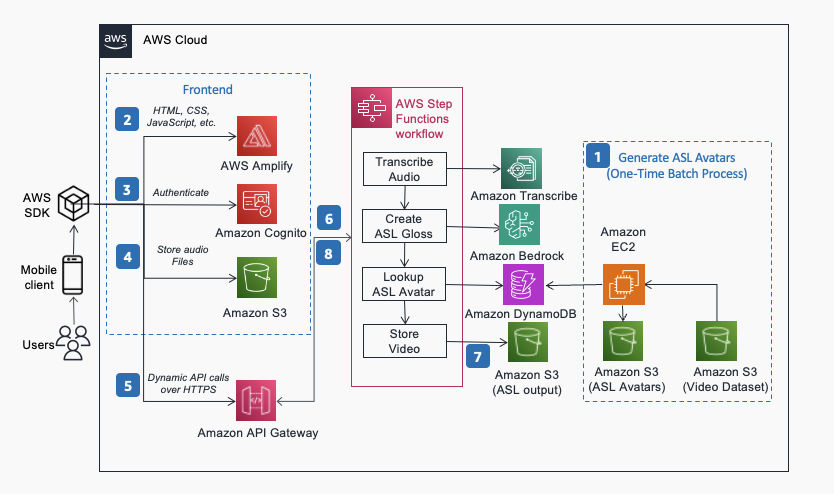 aws
AWS Cloud
Frontend
2
HTML, CSS,
JavaScript, etc.
AWS Amplify
3
Authenticate
Amazon Cognito
4
Store audio
Files
Amazon S3
5
Dynamic API calls
over HTTPS
Amazon API Gateway
AWS
SDK
Mobile
client
Users
6
8
AWS Step
Functions
workflow
Transcribe
Audio
Create
ASL Gloss
Lookup
ASL Avatar
Store
Video
7
Amazon Transcribe
Amazon Bedrock
Amazon DynamoDB
Amazon S3
(ASL output)
1
Generate ASL Avatars
(One-Time Batch Process)
Amazon
EC2
Amazon S3
(ASL Avatars)
Amazon S3
(Video Dataset)